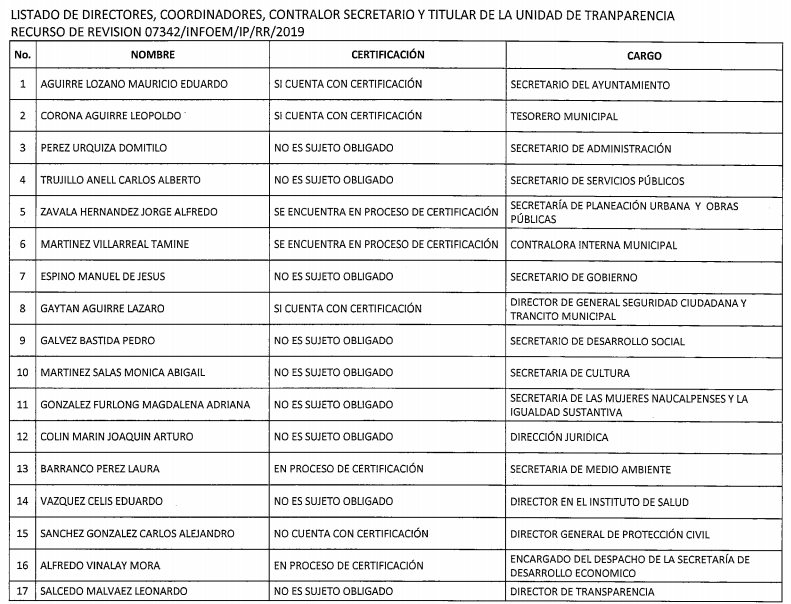 LISTADO DE DIRECTORES, COORDINADORES, CONTRALOR SECRETARIO Y TITULAR DE LA UNIDAD DE TRANPARENCIA
RECURSO DE REVISION 07342/INFOEM/IP/RR/2019
No. NOMBRE CERTIFICACIÓN CARGO
1 AGUIRRE LOZANO MAURICIO EDUARDO SI CUENTA CON CERTIFICACIÓN SECRETARIO DEL AYUNTAMIENTO
2 CORONA AGUIRRE LEOPOLDO SI CUENTA CON CERTIFICACIÓN TESORERO MUNICIPAL
3 PEREZ URQUIZA DOMITILO NO ES SUJETO OBLIGADO SECRETARIO DE ADMINISTRACIÓN
4 TRUJILLO ANELL CARLOS ALBERTO NO ES SUJETO OBLIGADO SECRETARIO DE SERVICIOS PÚBLICOS
5 ZAVALA HERNANDEZ JORGE ALFREDO SE ENCUENTRA EN PROCESO DE CERTIFICACIÓN SECRETARÍA DE PLANEACIÓN URBANA Y OBRAS
PÚBLICAS
6 MARTINEZ VILLARREAL TAMINE SE ENCUENTRA EN PROCESO DE CERTIFICACIÓN CONTRALORA INTERNA MUNICIPAL
7 ESPINO MANUEL DE JESUS NO ES SUJETO OBLIGADO SECRETARIO DE GOBIERNO
8 GAYTAN AGUIRRE LAZARO SI CUENTA CON CERTIFICACIÓN DIRECTOR DE GENERAL SEGURIDAD CIUDADANA Y
TRANCITO MUNICIPAL
9 GALVEZ BASTIDA PEDRO NO ES SUJETO OBLIGADO SECRETARIO DE DESARROLLO SOCIAL
10 MARTINEZ SALAS MONICA ABIGAIL NO ES SUJETO OBLIGADO SECRETARIA DE CULTURA
11 GONZALEZ FURLONG MAGDALENA ADRIANA NO ES SUJETO OBLIGADO SECRETARIA DE LAS MUJERES NAUCALPENSES Y LA
IGUALDAD SUSTANTIVA
12 COLIN MARIN JOAQUIN ARTURO NO ES SUJETO OBLIGADO DIRECCIÓN JURIDICA
13 BARRANCO PEREZ LAURA EN PROCESO DE CERTIFICACIÓN SECRETARIA DE MEDIO AMBIENTE
14 VAZQUEZ CELIS EDUARDO NO ES SUJETO OBLIGADO DIRECTOR EN EL INSTITUTO DE SALUD
15 SANCHEZ GONZALEZ CARLOS ALEJANDRO NO CUENTA CON CERTIFICACIÓN DIRECTOR GENERAL DE PROTECCIÓN CIVIL
16 ALFREDO VINALAY MORA EN PROCESO DE CERTIFICACIÓN ENCARGADO DEL DESPACHO DE LA SECRETARÍA DE
DESARROLLO ECONOMICO
17 SALCEDO MALVAEZ LEONARDO NO ES SUJETO OBLIGADO DIRECTOR DE TRANSPARENCIA